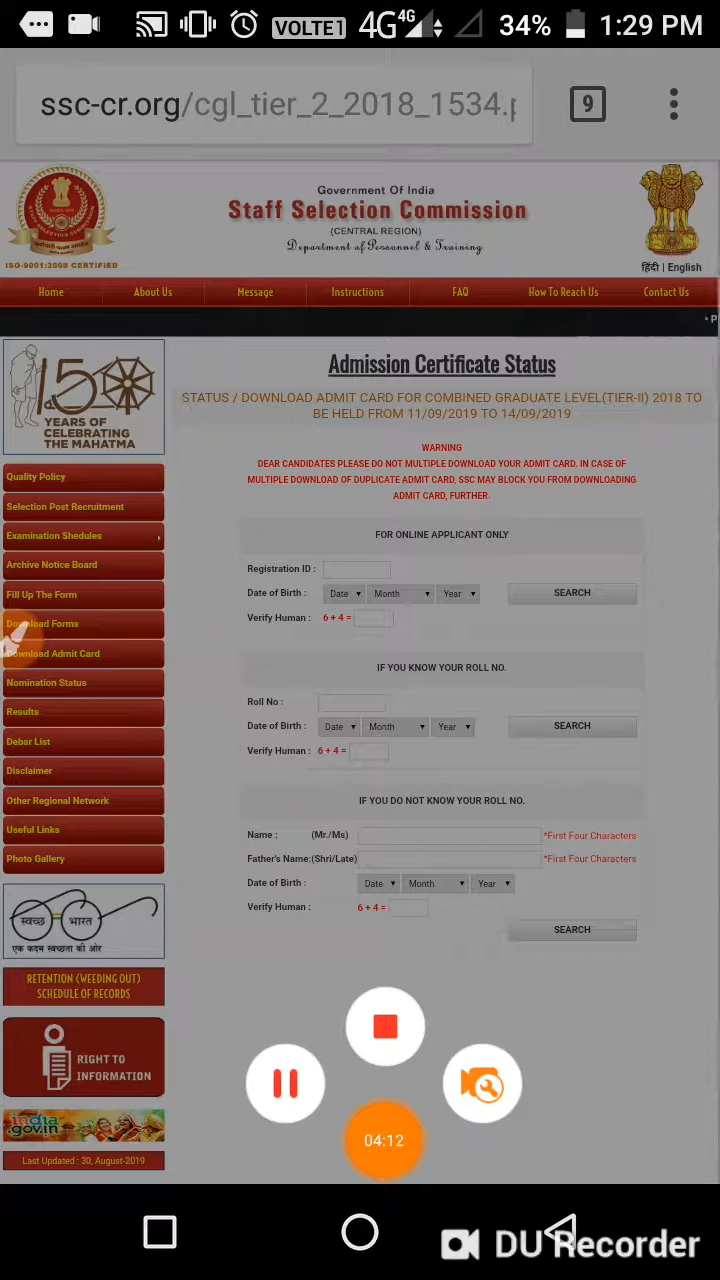 VOLTE1 4G 4G 34% 1:29 PM
ssc-cr.org/cgl_tier_2_2018_1534.p
9
Government Of India
Staff Selection Commission
(CENTRAL REGION)
Department of Personnel & Training
ISO-9001:2008 CERTIFIED
हिंदी | English
Home About Us Message Instructions FAQ How To Reach Us Contact Us
• P
150
YEARS OF
CELEBRATING
THE MAHATMA
Admission Certificate Status
STATUS / DOWNLOAD ADMIT CARD FOR COMBINED GRADUATE LEVEL(TIER-II) 2018 TO
BE HELD FROM 11/09/2019 TO 14/09/2019
WARNING
DEAR CANDIDATES PLEASE DO NOT MULTIPLE DOWNLOAD YOUR ADMIT CARD. IN CASE OF
MULTIPLE DOWNLOAD OF DUPLICATE ADMIT CARD, SSC MAY BLOCK YOU FROM DOWNLOADING
ADMIT CARD, FURTHER.
Quality Policy
Selection Post Recruitment
Examination Shedules
Archive Notice Board
Fill Up The Form
Download Forms
Download Admit Card
Nomination Status
Results
Debar List
Disclaimer
Other Regional Network
Useful Links
Photo Gallery
FOR ONLINE APPLICANT ONLY
Registration ID :
Date of Birth : Date Month Year SEARCH
Verify Human : 6 + 4 =
IF YOU KNOW YOUR ROLL NO.
Roll No :
Date of Birth : Date Month Year SEARCH
Verify Human : 6 + 4 =
IF YOU DO NOT KNOW YOUR ROLL NO.
Name : (Mr./Ms) *First Four Characters
Father's Name:(Shri/Late) *First Four Characters
Date of Birth : Date Month Year
Verify Human : 6 + 4 =
SEARCH
स्वच्छ भारत
एक कदम स्वच्छता की ओर
RETENTION (WEEDING OUT)
SCHEDULE OF RECORDS
RIGHT TO
INFORMATION
india
.gov.in
Last Updated : 30, August-2019
04:12
DU Recorder